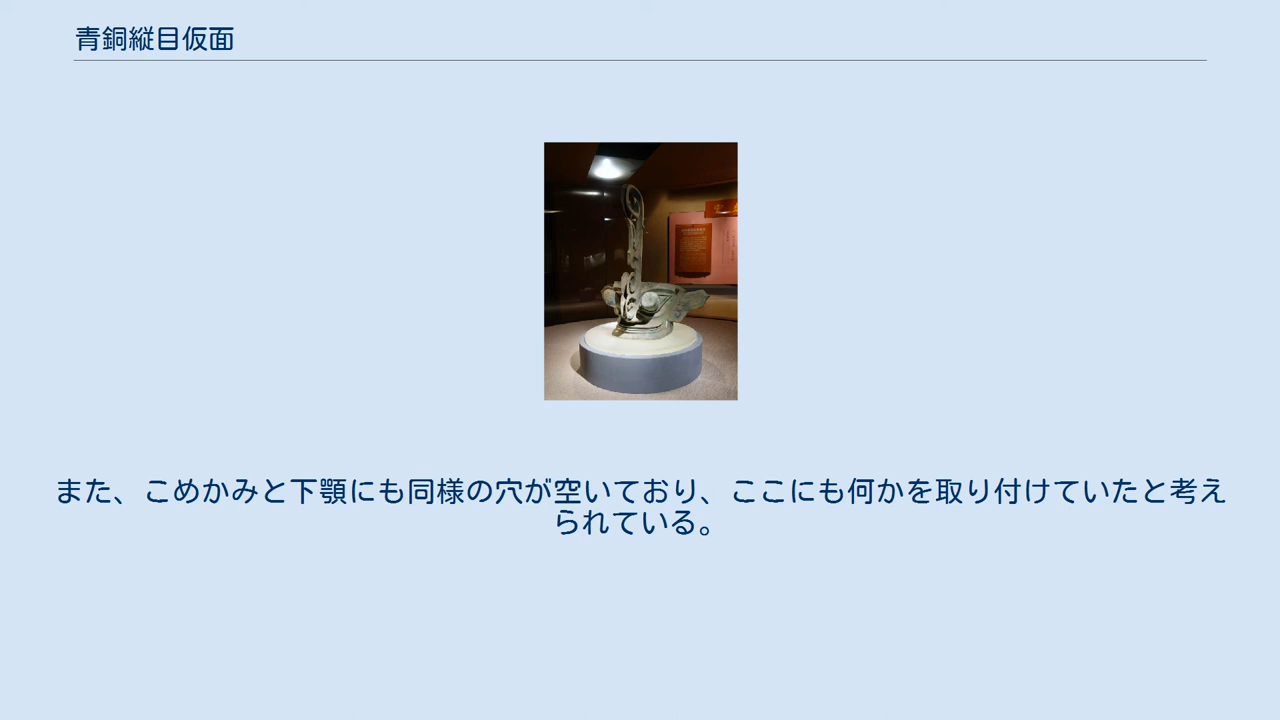 青銅縦目仮面
また、こめかみと下顎にも同様の穴が空いており、ここにも何かを取り付けていたと考え
られている。